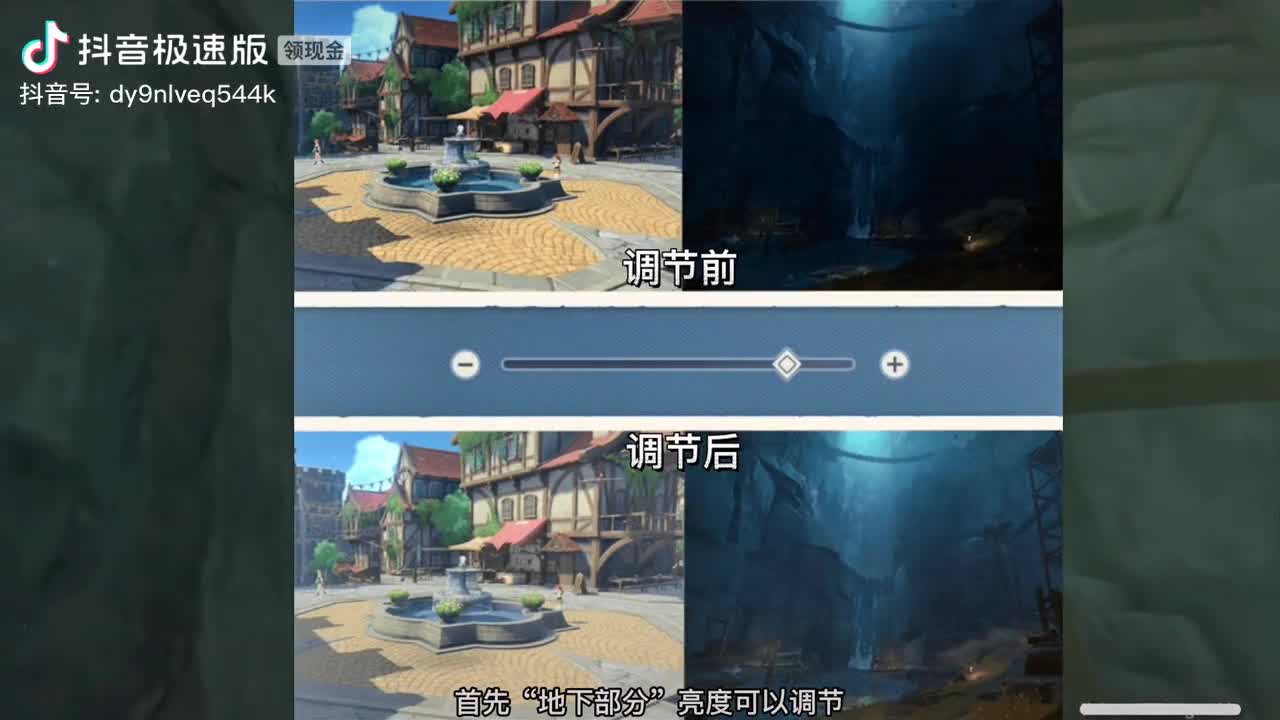 抖音极速版 领现金
抖音号: dy9nlveq544k
调节前
调节后
首先“地下部分”亮度可以调节